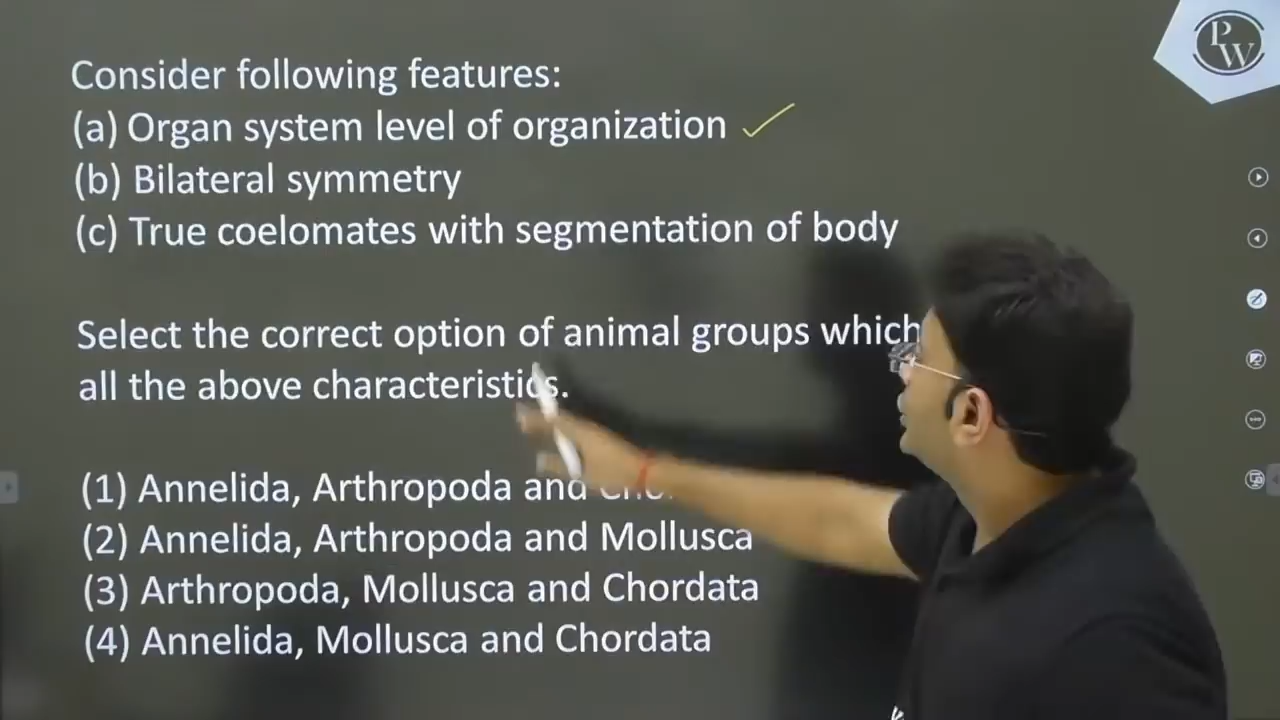 PW
Consider following features:
(a) Organ system level of organization
(b) Bilateral symmetry
(c) True coelomates with segmentation of body
Select the correct option of animal groups which
all the above characteristics.
(1) Annelida, Arthropoda and
(2) Annelida, Arthropoda and Mollusca
(3) Arthropoda, Mollusca and Chordata
(4) Annelida, Mollusca and Chordata